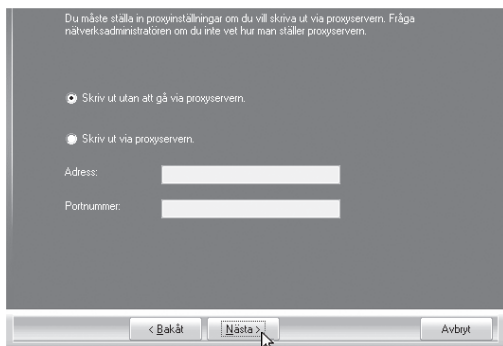 Du måste ställa in proxyinställningar om du vill skriva ut via proxyservern. Fråga
nätverksadministratören om du inte vet hur man ställer proxyservern.
Skriv ut utan att gå via proxyservern.
Skriv ut via proxyservern.
Adress:
Portnummer:
< Bakåt Nästa > Avbryt